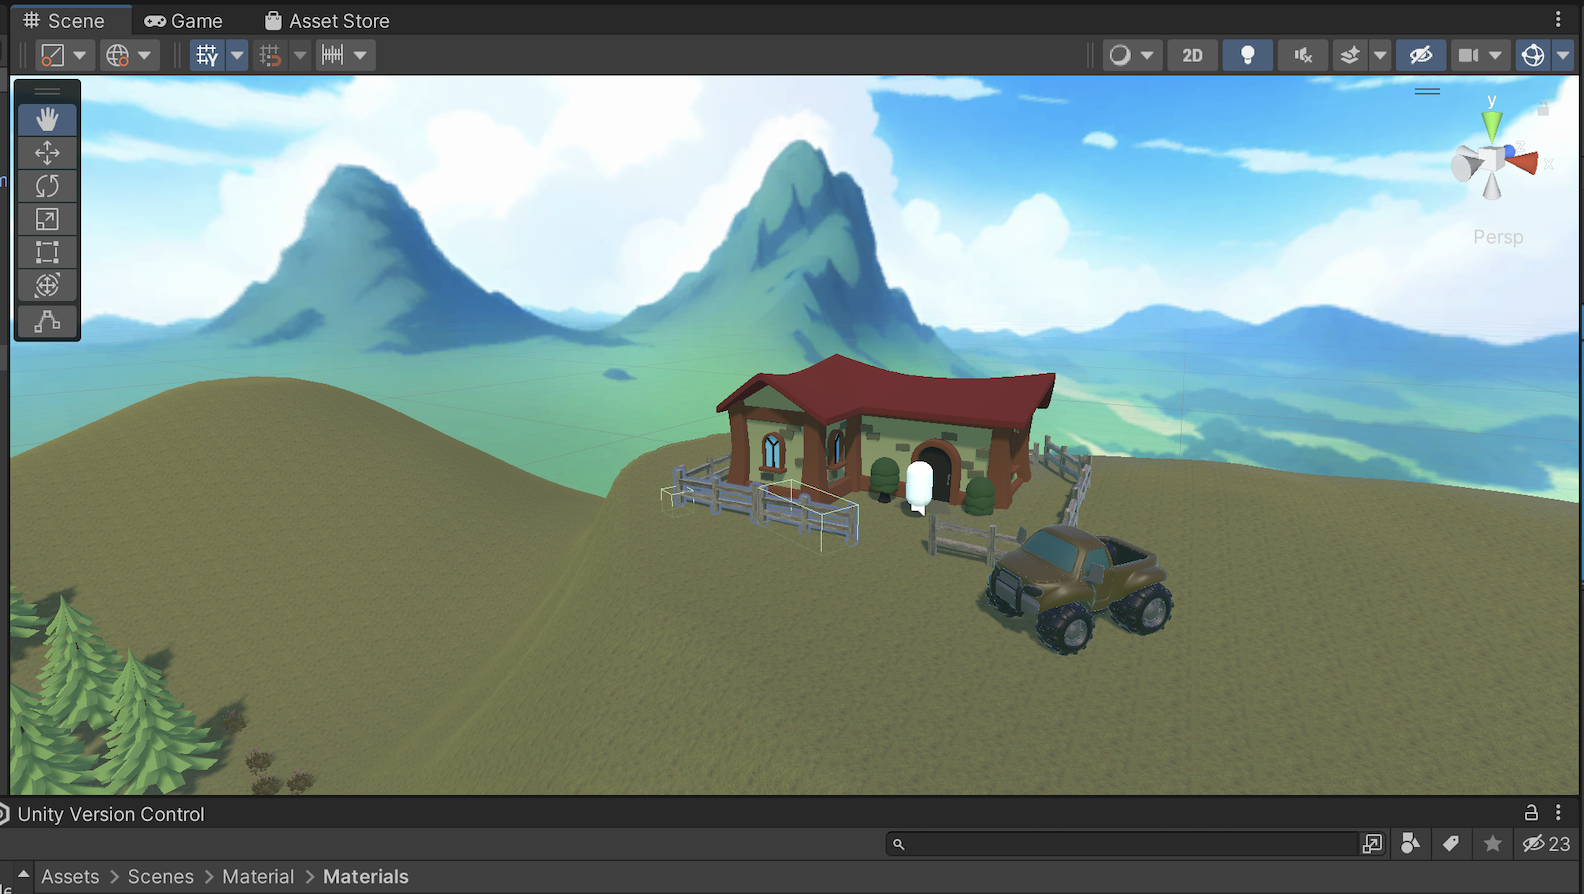 Scene Game Asset Store
2D
y
z
x
Persp
Unity Version Control
23
Assets > Scenes > Material > Materials